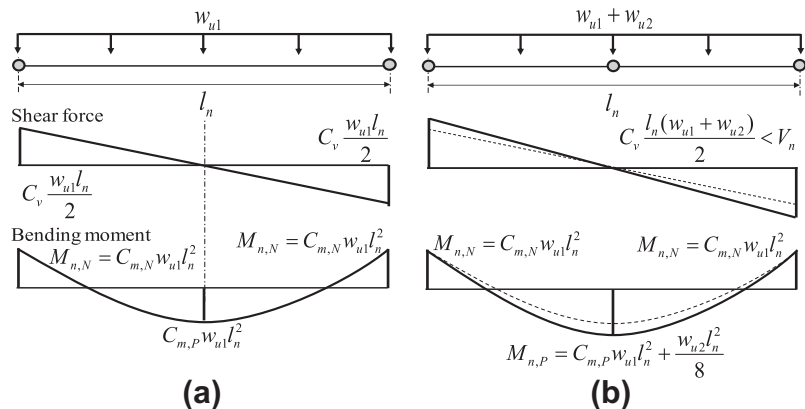 w_{u1}
l_n
Shear force
C_v \frac{w_{u1} l_n}{2}
C_v \frac{w_{u1} l_n}{2}
Bending moment
M_{n,N} = C_{m,N} w_{u1} l_n^2
M_{n,N} = C_{m,N} w_{u1} l_n^2
C_{m,P} w_{u1} l_n^2
(a)
w_{u1} + w_{u2}
l_n
C_v \frac{l_n (w_{u1} + w_{u2})}{2} < V_n
M_{n,N} = C_{m,N} w_{u1} l_n^2
M_{n,N} = C_{m,N} w_{u1} l_n^2
M_{n,P} = C_{m,P} w_{u1} l_n^2 + \frac{w_{u2} l_n^2}{8}
(b)